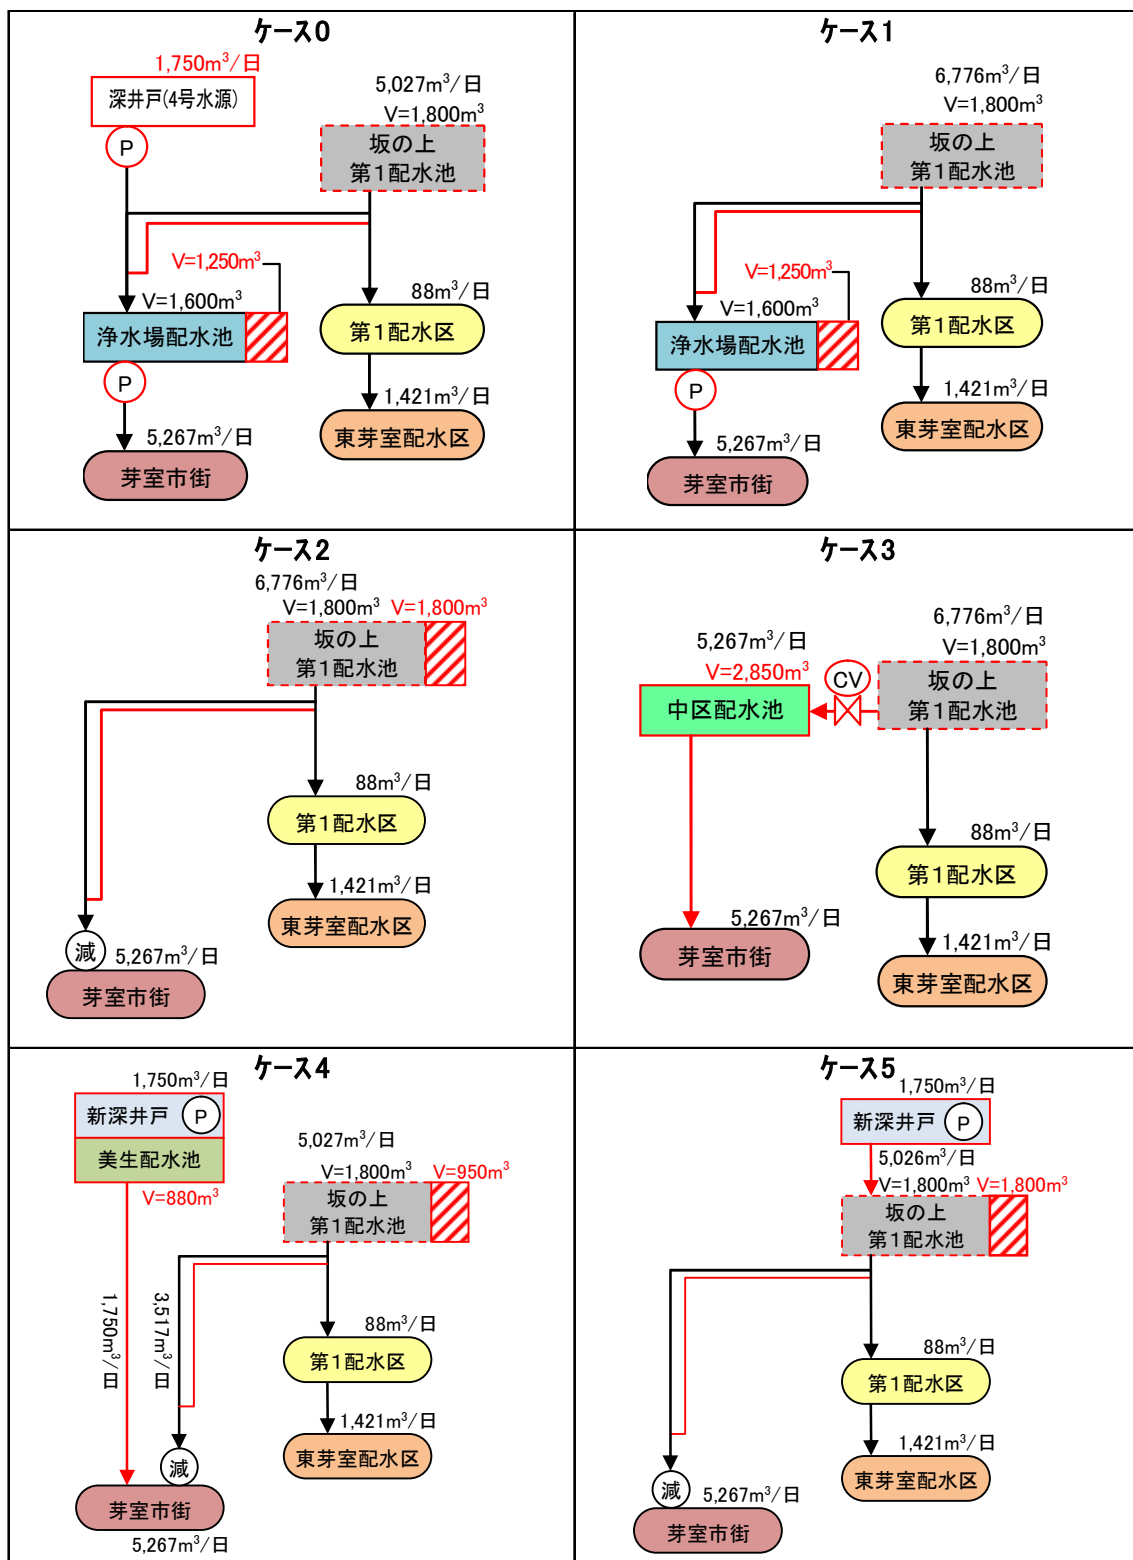 ケース0
1,750m³/日
深井戸(4号水源)
P
5,027m³/日
V=1,800m³
坂の上
第1配水池
V=1,250m³
V=1,600m³
浄水場配水池
P
88m³/日
第1配水区
1,421m³/日
東芽室配水区
5,267m³/日
芽室市街
ケース1
6,776m³/日
V=1,800m³
坂の上
第1配水池
V=1,250m³
V=1,600m³
浄水場配水池
P
88m³/日
第1配水区
1,421m³/日
東芽室配水区
5,267m³/日
芽室市街
ケース2
6,776m³/日
V=1,800m³ V=1,800m³
坂の上
第1配水池
88m³/日
第1配水区
1,421m³/日
東芽室配水区
減
5,267m³/日
芽室市街
ケース3
6,776m³/日
V=1,800m³
坂の上
第1配水池
CV
5,267m³/日
V=2,850m³
中区配水池
88m³/日
第1配水区
1,421m³/日
東芽室配水区
5,267m³/日
芽室市街
ケース4
1,750m³/日
新深井戸 P
美生配水池
V=880m³
5,027m³/日
V=1,800m³ V=950m³
坂の上
第1配水池
1,750m³/日
3,517m³/日
88m³/日
第1配水区
1,421m³/日
東芽室配水区
減
芽室市街
5,267m³/日
ケース5
1,750m³/日
新深井戸 P
5,026m³/日
V=1,800m³ V=1,800m³
坂の上
第1配水池
88m³/日
第1配水区
1,421m³/日
東芽室配水区
減
5,267m³/日
芽室市街